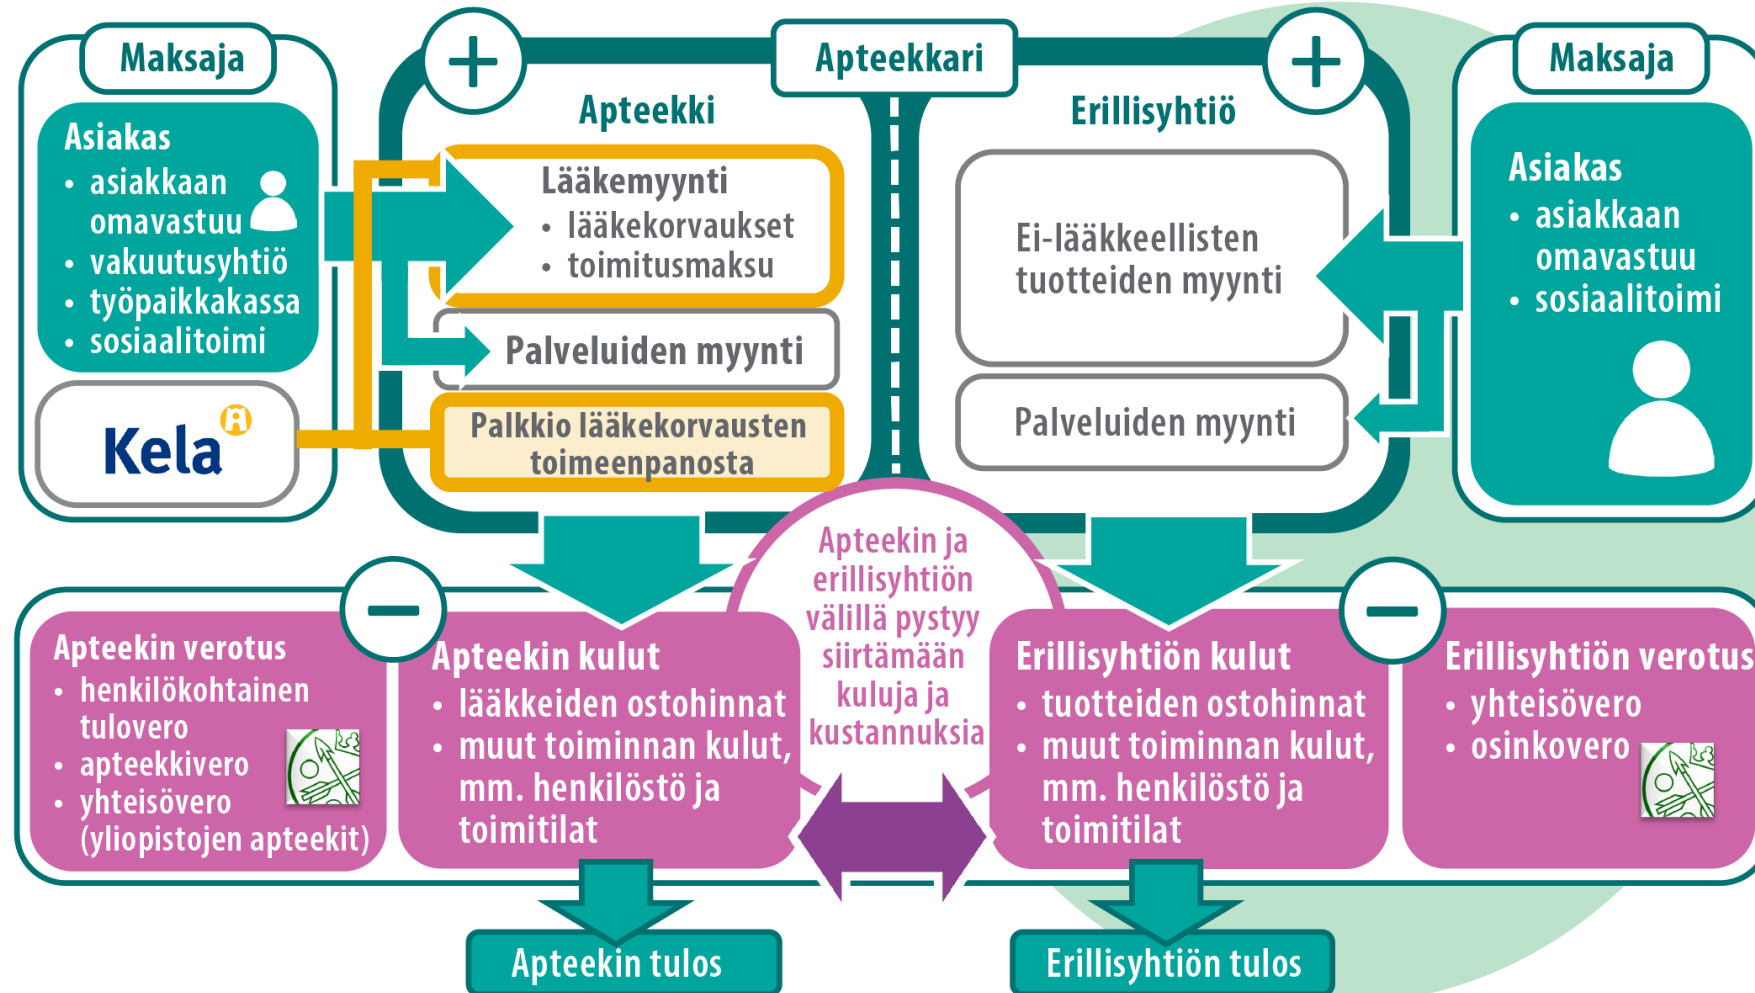 Maksaja
Asiakas
• asiakkaan
omavastuu
• vakuutusyhtiö
• työpaikkakassa
• sosiaalitoimi
Kela
Apteekkari
Apteekki
Lääkemyynti
• lääkekorvaukset
• toimitusmaksu
Palveluiden myynti
Palkkio lääkekorvausten
toimeenpanosta
Erillisyhtiö
Ei-lääkkeellisten
tuotteiden myynti
Palveluiden myynti
Maksaja
Asiakas
• asiakkaan
omavastuu
• sosiaalitoimi
Apteekin ja
erillisyhtiön
välillä pystyy
siirtämään
kuluja ja
kustannuksia
Apteekin verotus
• henkilökohtainen
tulovero
• apteekkivero
• yhteisövero
(yliopistojen apteekit)
Apteekin kulut
• lääkkeiden ostohinnat
• muut toiminnan kulut,
mm. henkilöstö ja
toimitilat
Erillisyhtiön kulut
• tuotteiden ostohinnat
• muut toiminnan kulut,
mm. henkilöstö ja
toimitilat
Erillisyhtiön verotus
• yhteisövero
• osinkovero
Apteekin tulos
Erillisyhtiön tulos